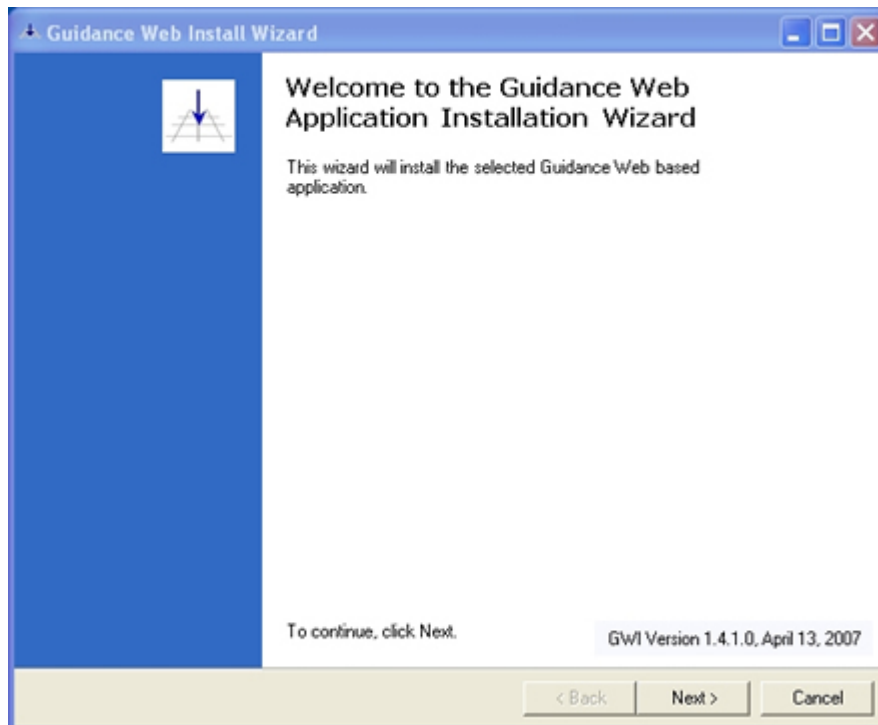 Guidance Web Install Wizard
Welcome to the Guidance Web
Application Installation Wizard
This wizard will install the selected Guidance Web based
application.
To continue, click Next.
GWI Version 1.4.1.0, April 13, 2007
< Back
Next >
Cancel